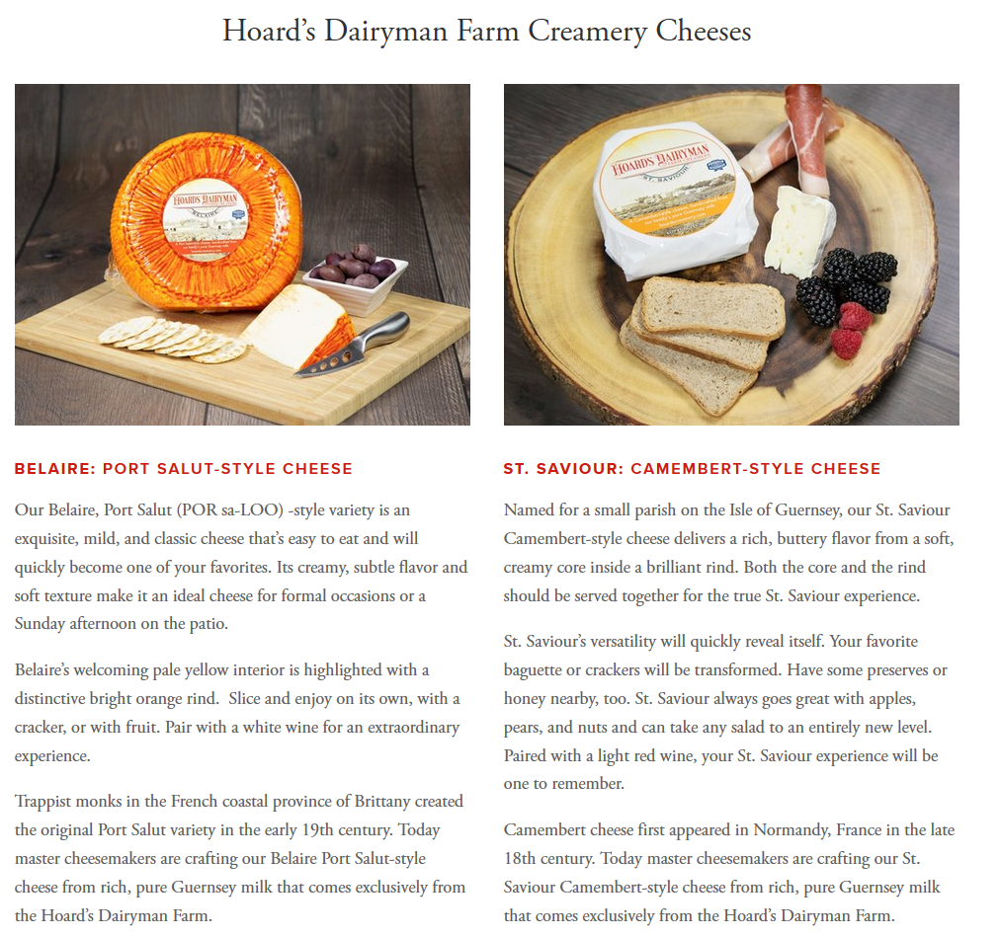 Hoard’s Dairyman Farm Creamery Cheeses
HOARD'S DAIRYMAN
BELAIRE
HOARD'S DAIRYMAN
ST. SAVIOUR
BELAIRE: PORT SALUT-STYLE CHEESE
Our Belaire, Port Salut (POR sa-LOO) -style variety is an
exquisite, mild, and classic cheese that’s easy to eat and will
quickly become one of your favorites. Its creamy, subtle flavor and
soft texture make it an ideal cheese for formal occasions or a
Sunday afternoon on the patio.
Belaire’s welcoming pale yellow interior is highlighted with a
distinctive bright orange rind.  Slice and enjoy on its own, with a
cracker, or with fruit. Pair with a white wine for an extraordinary
experience.
Trappist monks in the French coastal province of Brittany created
the original Port Salut variety in the early 19th century. Today
master cheesemakers are crafting our Belaire Port Salut-style
cheese from rich, pure Guernsey milk that comes exclusively from
the Hoard’s Dairyman Farm.
ST. SAVIOUR: CAMEMBERT-STYLE CHEESE
Named for a small parish on the Isle of Guernsey, our St. Saviour
Camembert-style cheese delivers a rich, buttery flavor from a soft,
creamy core inside a brilliant rind. Both the core and the rind
should be served together for the true St. Saviour experience.
St. Saviour’s versatility will quickly reveal itself. Your favorite
baguette or crackers will be transformed. Have some preserves or
honey nearby, too. St. Saviour always goes great with apples,
pears, and nuts and can take any salad to an entirely new level.
Paired with a light red wine, your St. Saviour experience will be
one to remember.
Camembert cheese first appeared in Normandy, France in the late
18th century. Today master cheesemakers are crafting our St.
Saviour Camembert-style cheese from rich, pure Guernsey milk
that comes exclusively from the Hoard’s Dairyman Farm.